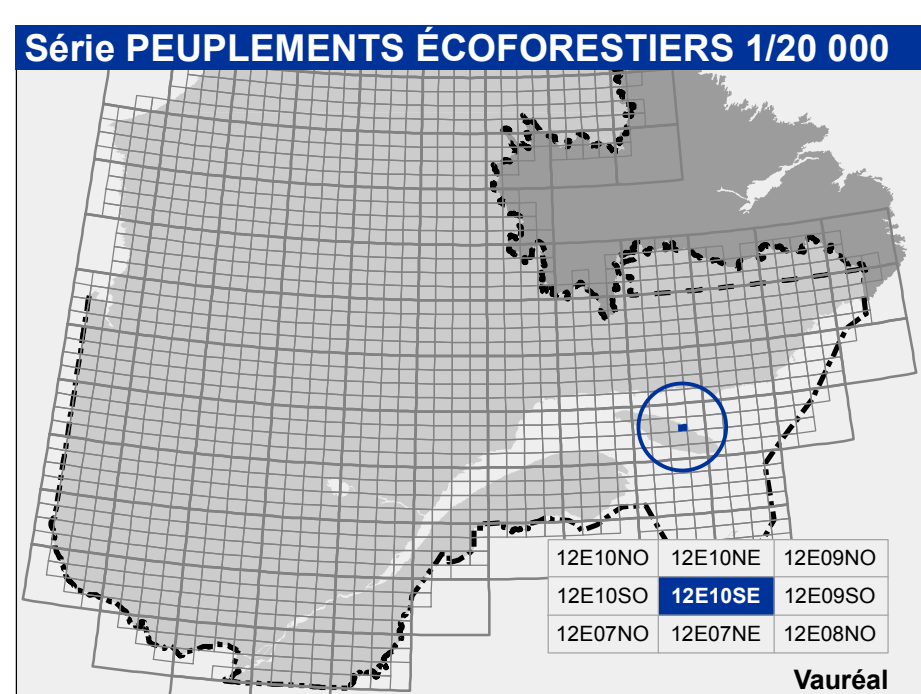 Série PEUPLEMENTS ÉCOFORESTIERS 1/20 000
12E10NO 12E10NE 12E09NO
12E10SO 12E10SE 12E09SO
12E07NO 12E07NE 12E08NO
Vauréal